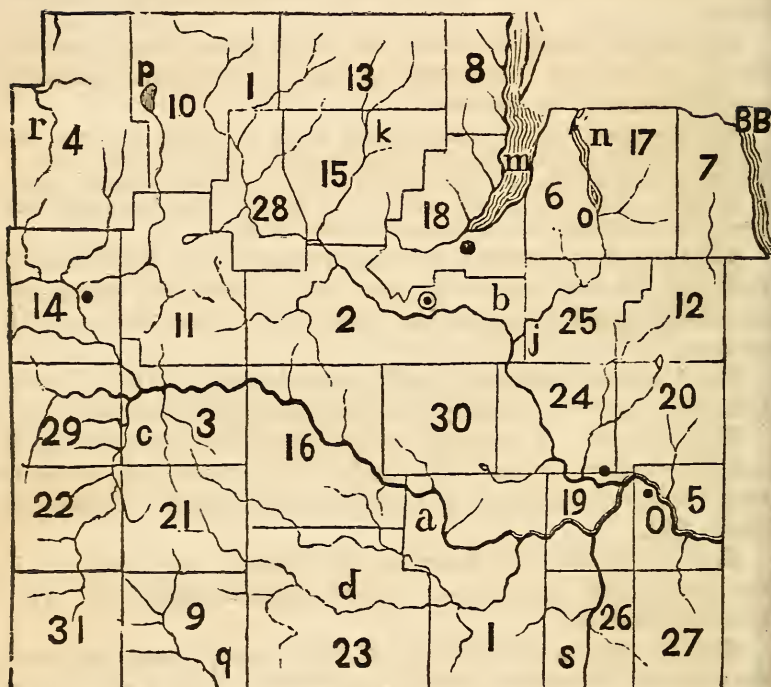 p 10 1 13 8
r 4 k m n 17 7 BB
15 28 18 6 o
14 11 2 b j 25 12
29 c 3 16 30 24 20
22 21 a 19 O 5
31 9 q d 23 1 s 26 27